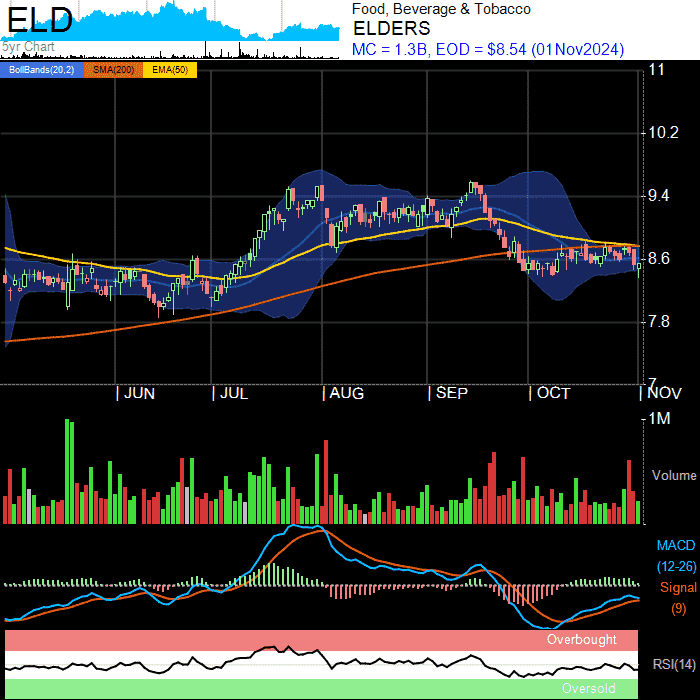 ELD
5yr Chart
Food, Beverage & Tobacco
ELDERS
MC = 1.3B, EOD = $8.54 (01Nov2024)
BollBands(20,2) SMA(200) EMA(50)
11
10.2
9.4
8.6
7.8
7
JUN JUL AUG SEP OCT NOV
1M
Volume
MACD
(12-26)
Signal
(9)
Overbought
RSI(14)
Oversold